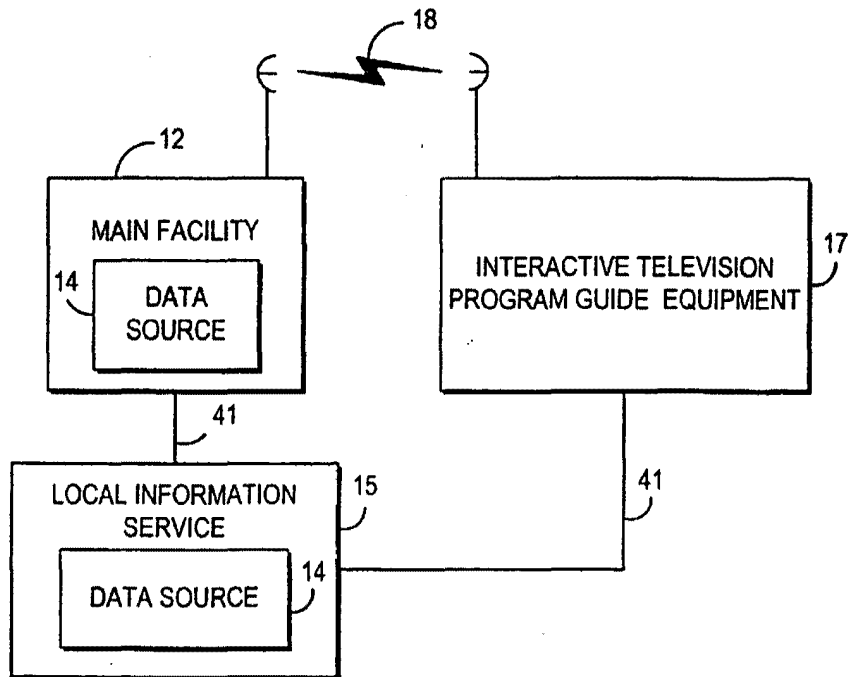 18
12
MAIN FACILITY
14
DATA
SOURCE
INTERACTIVE TELEVISION
PROGRAM GUIDE EQUIPMENT
17
41
LOCAL INFORMATION
SERVICE
15
41
DATA SOURCE
14